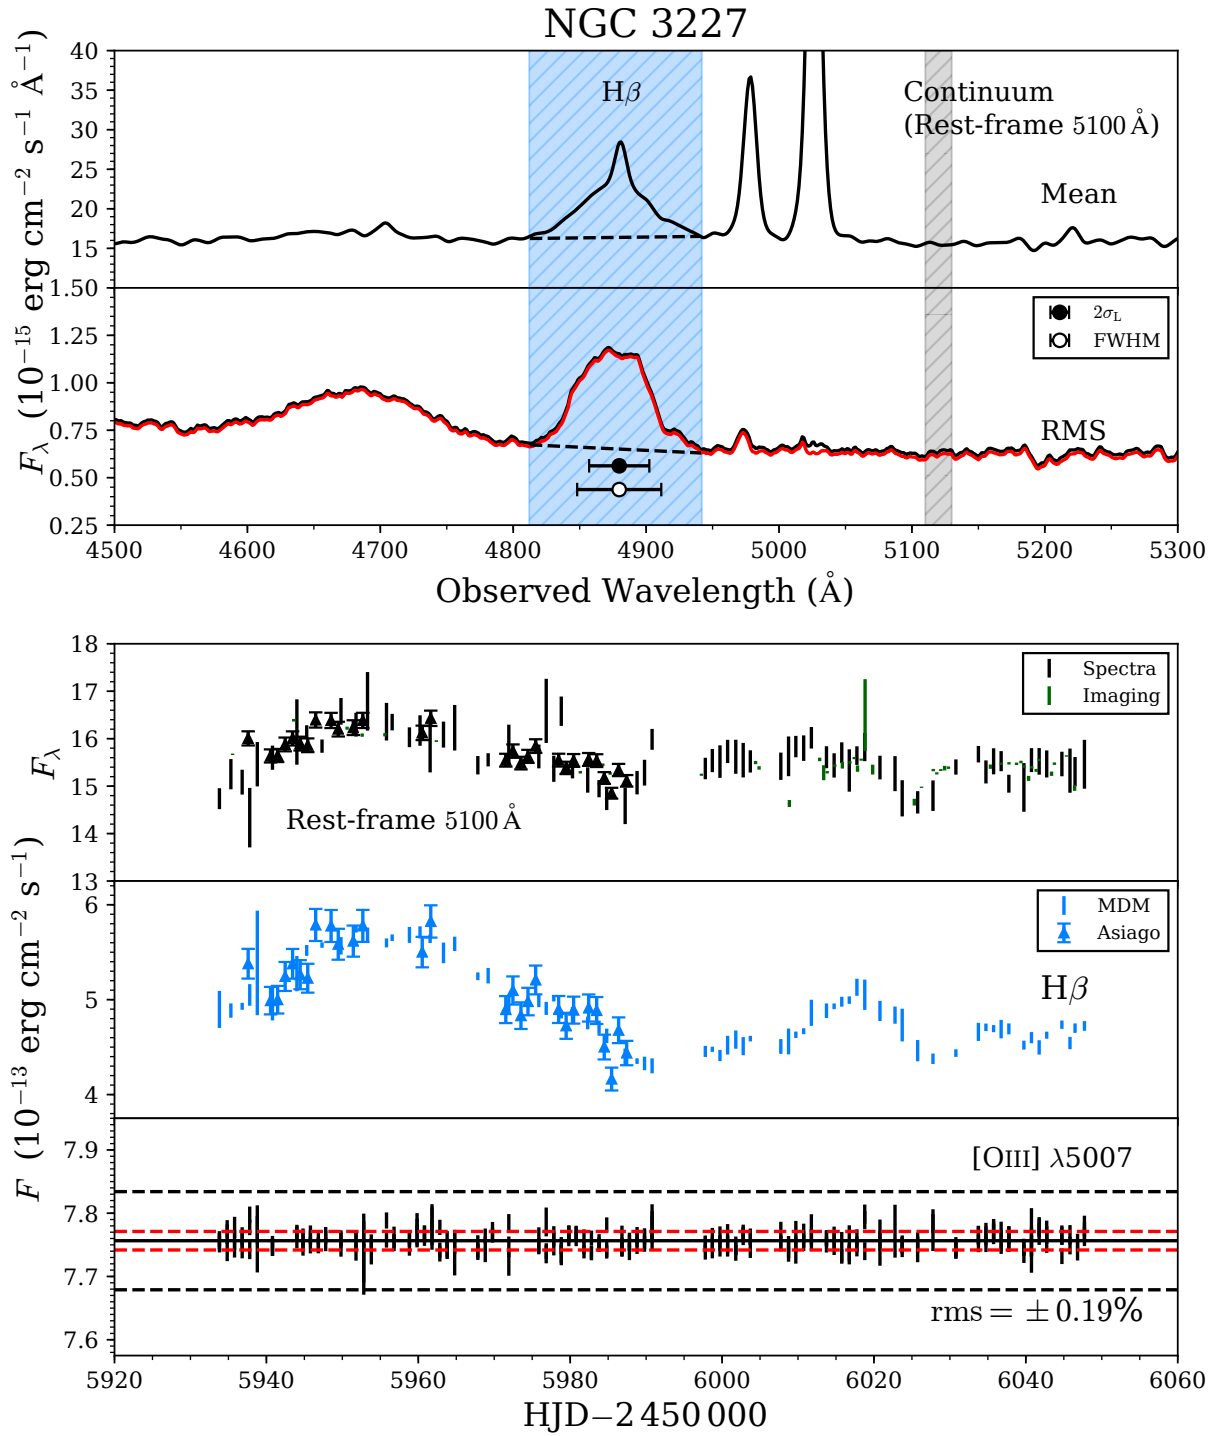 NGC 3227
F_λ (10⁻¹⁵ erg cm⁻² s⁻¹ Å⁻¹)
40
35
30
25
20
15
Hβ
Continuum
(Rest-frame 5100 Å)
Mean
1.50
1.25
1.00
0.75
0.50
0.25
2σ_L
FWHM
RMS
4500 4600 4700 4800 4900 5000 5100 5200 5300
Observed Wavelength (Å)
F_λ
18
17
16
15
14
13
Spectra
Imaging
Rest-frame 5100 Å
F (10⁻¹³ erg cm⁻² s⁻¹)
6
5
4
MDM
Asiago
Hβ
7.9
7.8
7.7
7.6
[OIII] λ5007
rms = ±0.19%
5920 5940 5960 5980 6000 6020 6040 6060
HJD−2 450 000